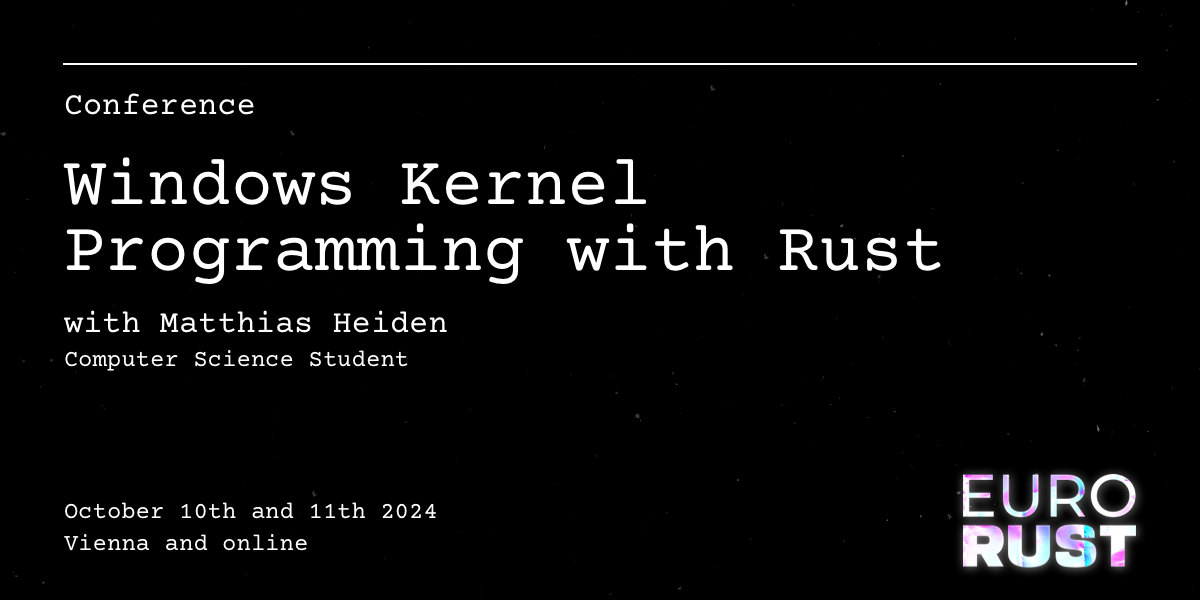 Conference
Windows Kernel
Programming with Rust
with Matthias Heiden
Computer Science Student
October 10th and 11th 2024
Vienna and online
EURO
RUST